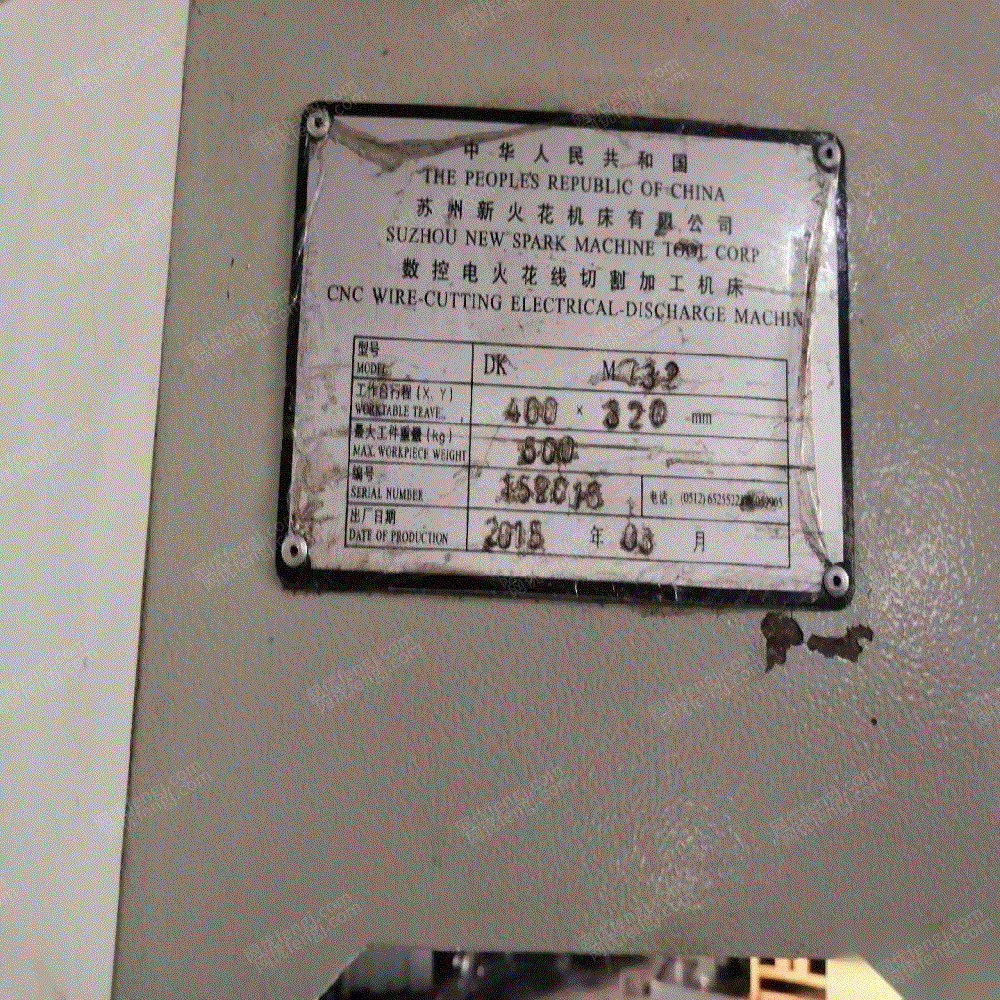 中华人民共和国
THE PEOPLE'S REPUBLIC OF CHINA
苏州新火花机床有限公司
SUZHOU NEW SPARK MACHINE TOOL CORP
数控电火花线切割加工机床
CNC WIRE-CUTTING ELECTRICAL-DISCHARGE MACHIN
型号 MODEL DK M732
工作台行程(X、Y) WORKTABLE TEAVE. 400 × 320 mm
最大工件重量(kg) MAX. WORKPIECE WEIGHT
编号 SERIAL NUMBER 电话: (0512)
出厂日期 DATE OF PRODUCTION 2015 年 03 月